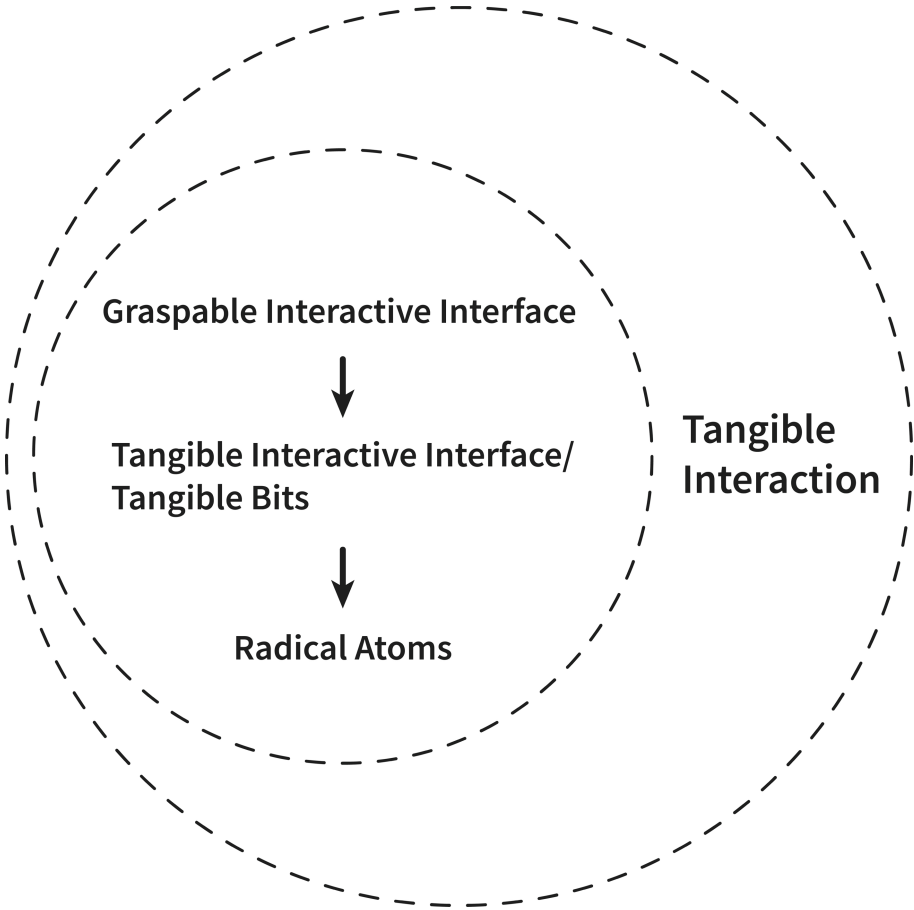 Graspable Interactive Interface
Tangible Interactive Interface/
Tangible Bits
Radical Atoms
Tangible
Interaction